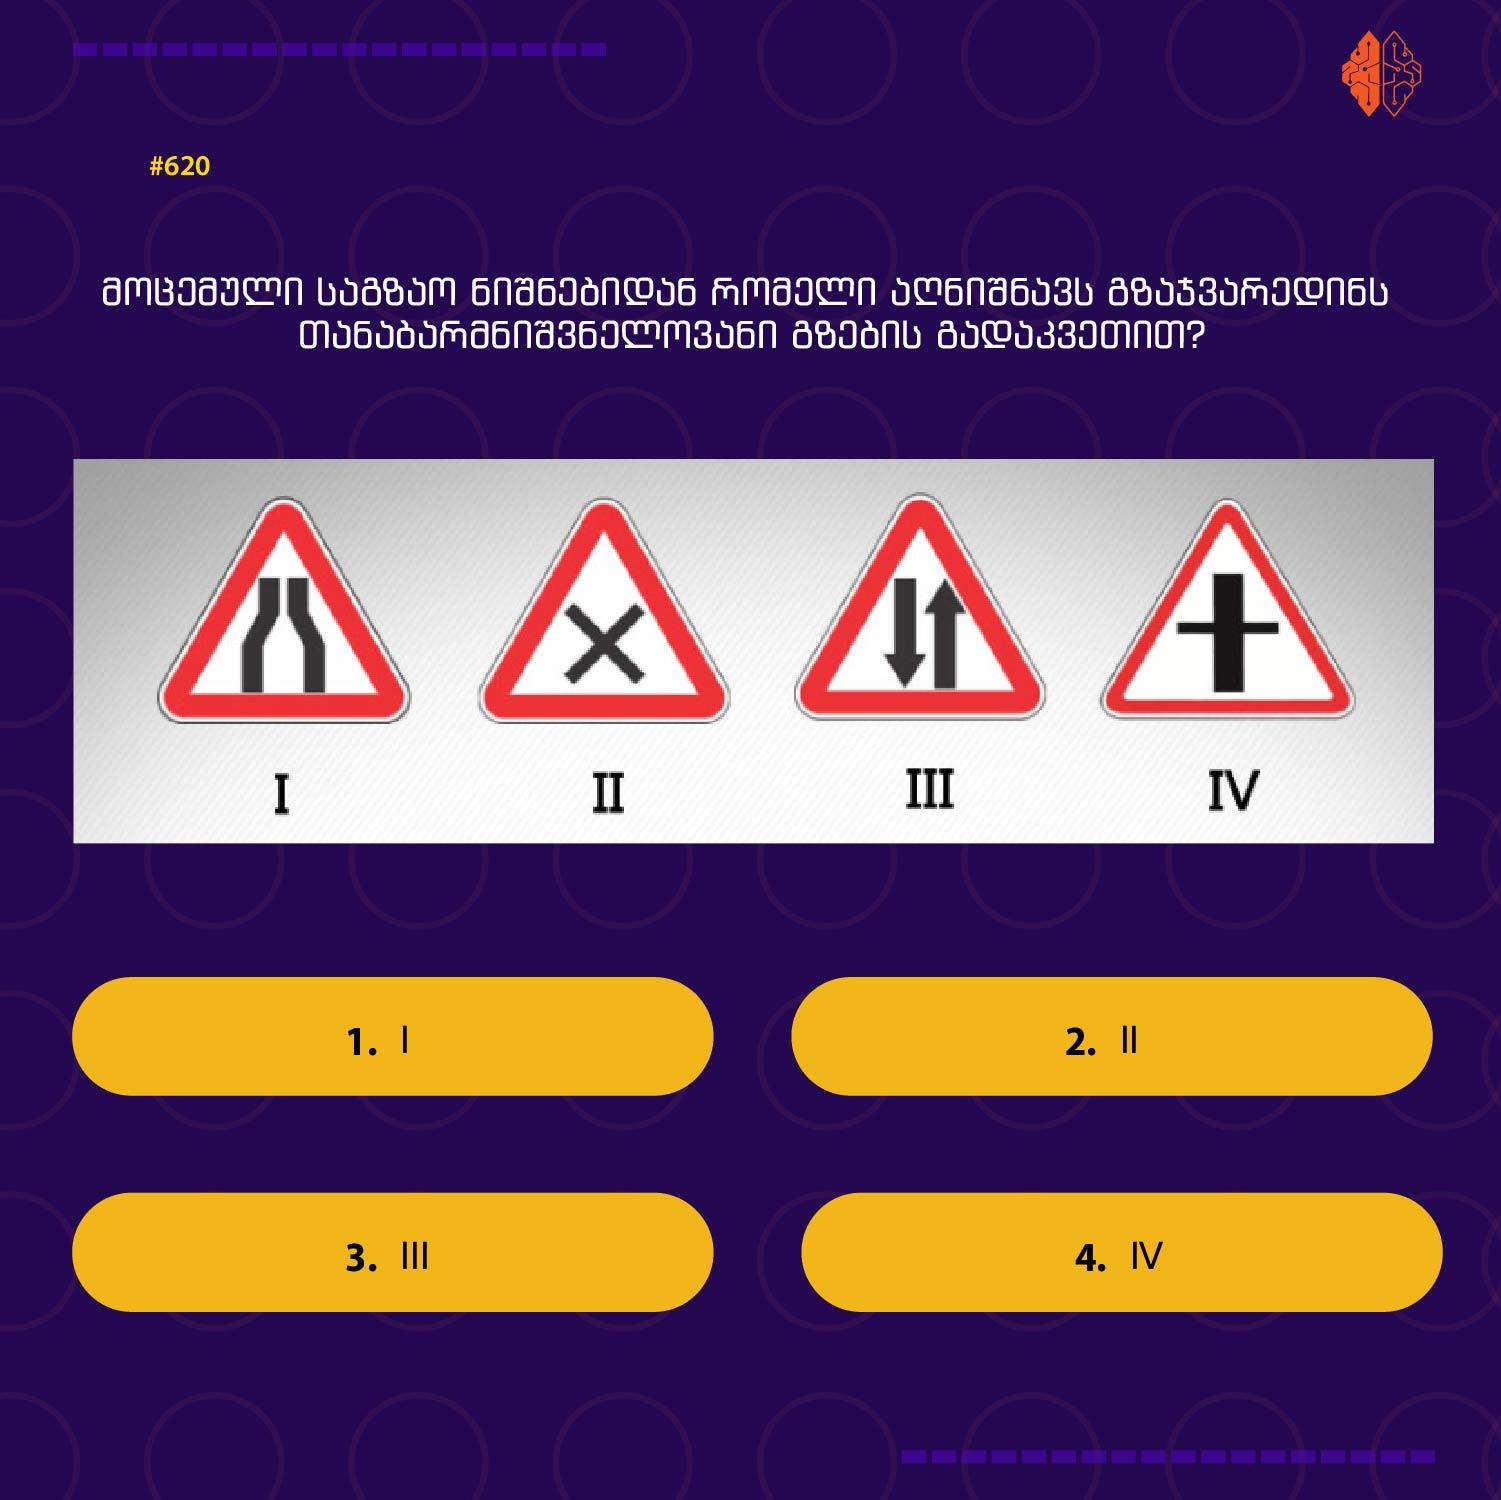 #620
მოცემული საგზაო ნიშნებიდან რომელი აღნიშნავს გზაჯვარედინს
თანაბარმნიშვნელოვანი გზების გადაკვეთით?
I II III IV
1. I
2. II
3. III
4. IV